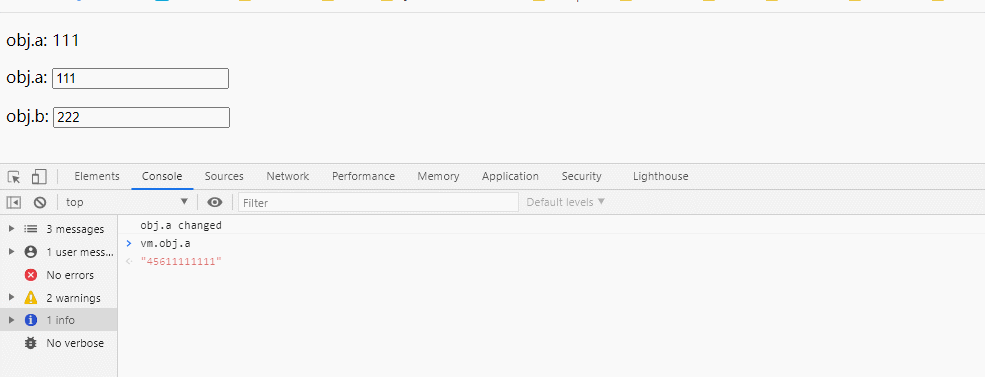 obj.a: 111
obj.a: 111
obj.b: 222
Elements Console Sources Network Performance Memory Application Security Lighthouse
top Filter Default levels
3 messages
1 user mess...
No errors
2 warnings
1 info
No verbose
obj.a changed
vm.obj.a
"45611111111"